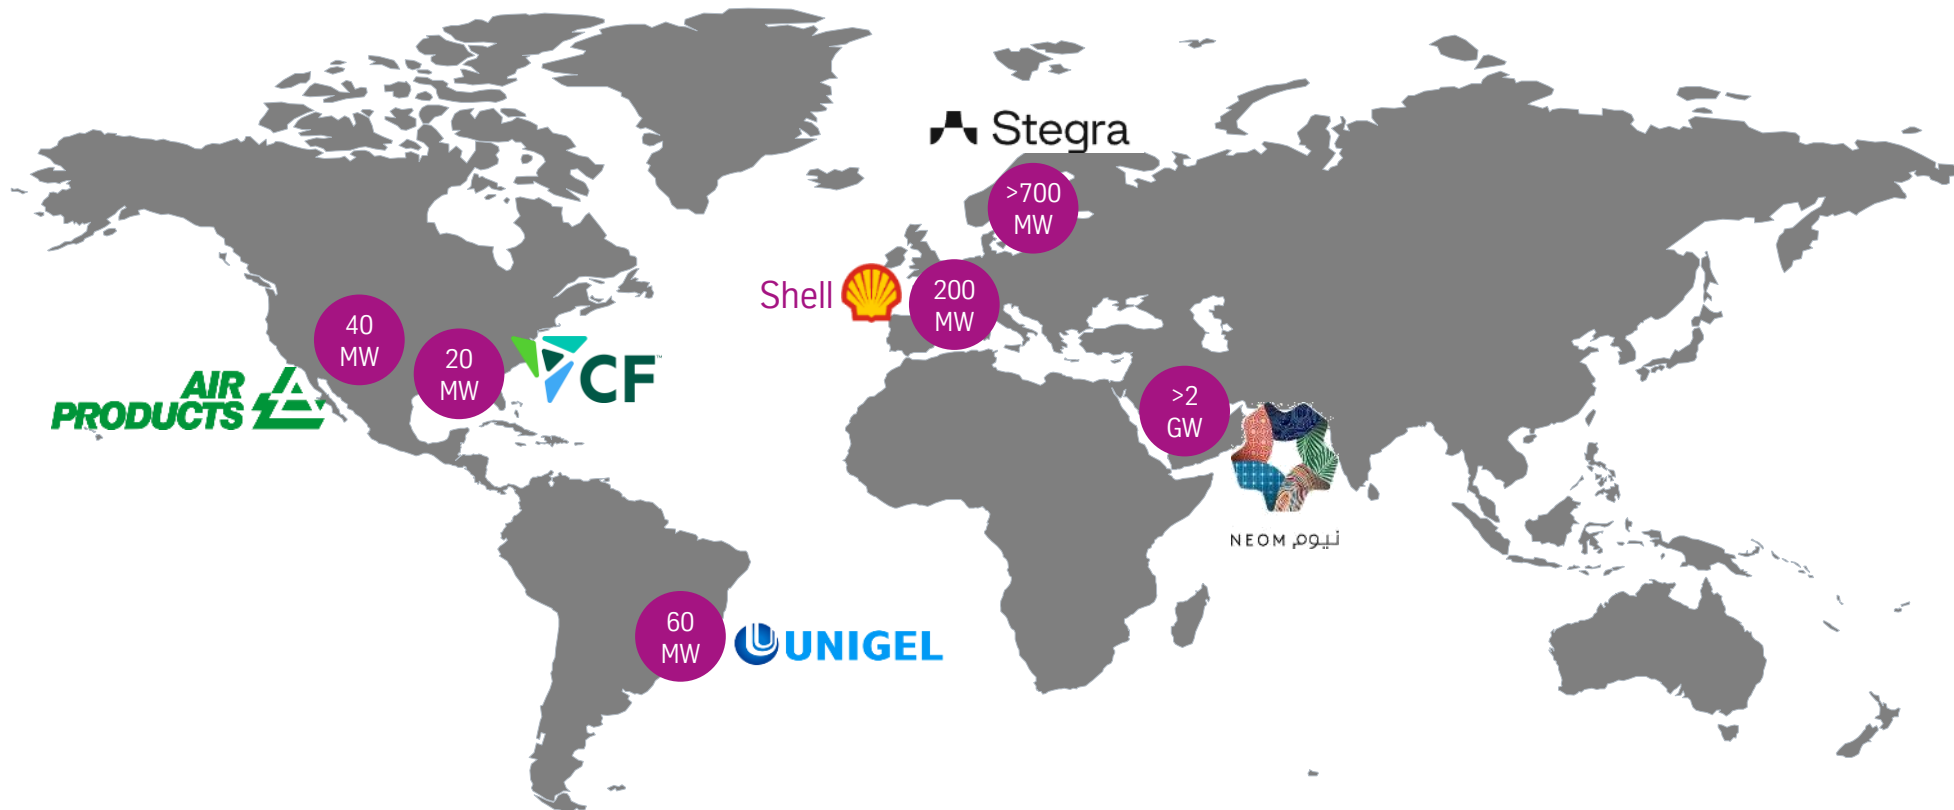 Stegra
>700
MW
Shell
200
MW
40
MW
20
MW
CF™
AIR
PRODUCTS
>2
GW
NEOM نيوم
60
MW
UNIGEL